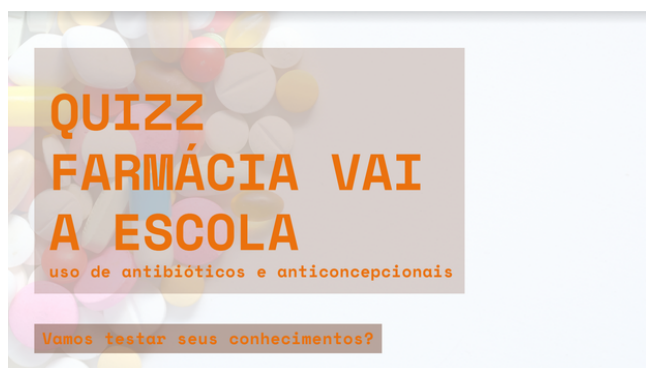 QUIZZ
FARMÁCIA VAI
A ESCOLA
uso de antibióticos e anticoncepcionais
Vamos testar seus conhecimentos?